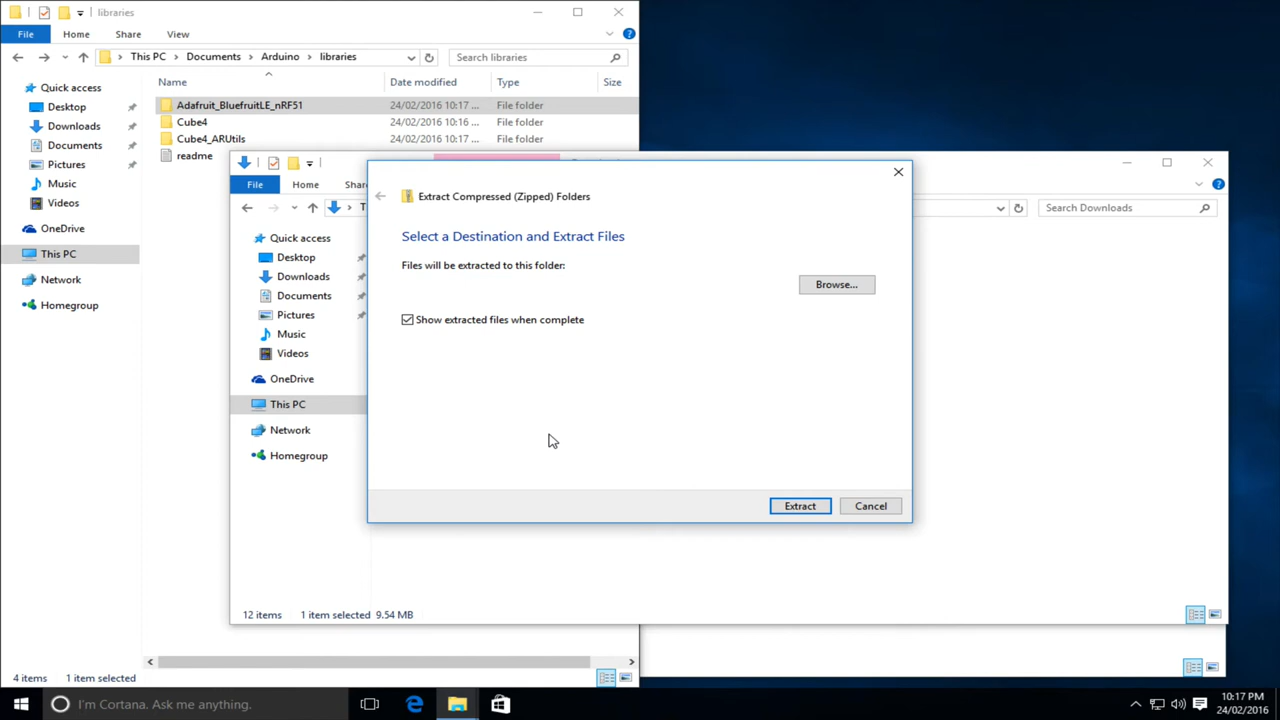 libraries
File Home Share View
This PC Documents Arduino libraries
Search libraries
Name Date modified Type Size
Quick access
Desktop
Downloads
Documents
Pictures
Music
Videos
OneDrive
This PC
Network
Homegroup
Adafruit_BluefruitLE_nRF51 24/02/2016 10:17 ... File folder
Cube4 24/02/2016 10:16 ... File folder
Cube4_ARUtils 24/02/2016 10:17 ... File folder
readme
4 items 1 item selected
File Home Share
Search Downloads
Quick access
Desktop
Downloads
Documents
Pictures
Music
Videos
OneDrive
This PC
Network
Homegroup
12 items 1 item selected 9.54 MB
Extract Compressed (Zipped) Folders
Select a Destination and Extract Files
Files will be extracted to this folder:
Browse...
Show extracted files when complete
Extract Cancel
I'm Cortana. Ask me anything.
10:17 PM
24/02/2016